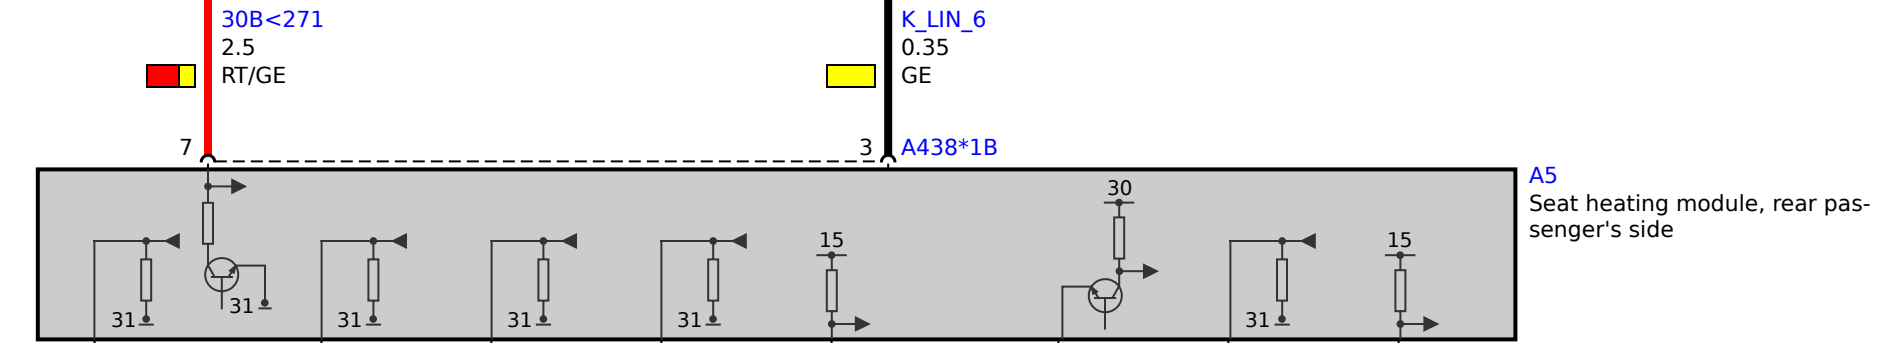 30B<271
2.5
RT/GE
7
K_LIN_6
0.35
GE
3
A438*1B
A5
Seat heating module, rear pas-
senger's side
30
15
15
31
31
31
31
31
31